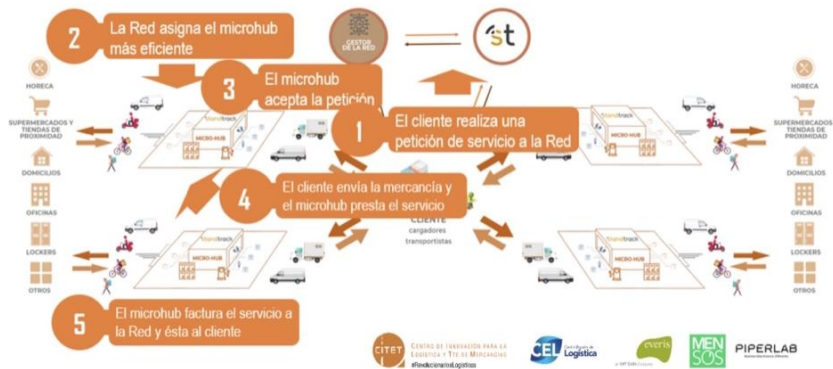 2
La Red asigna el microhub
más eficiente
GESTOR
DE LA RED
st
3
El microhub
acepta la petición
1
El cliente realiza una
petición de servicio a la Red
HORECA
SUPERMERCADOS Y
TIENDAS DE
PROXIMIDAD
DOMICILIOS
OFICINAS
LOCKERS
OTROS
MICRO-HUB
MICRO-HUB
HORECA
SUPERMERCADOS
TIENDAS DE
PROXIMIDAD
DOMICILIOS
OFICINAS
LOCKERS
OTROS
4
El cliente envía la mercancía y
el microhub presta el servicio
CLIENTE
cargadores
transportistas
MICRO-HUB
MICRO-HUB
5
El microhub factura el servicio a
la Red y ésta al cliente
CITET
CENTRO DE INNOVACIÓN PARA LA
LOGÍSTICA Y TTE DE MERCANCÍAS
CEL
Logística
everis
MEN
SOS
PIPERLAB